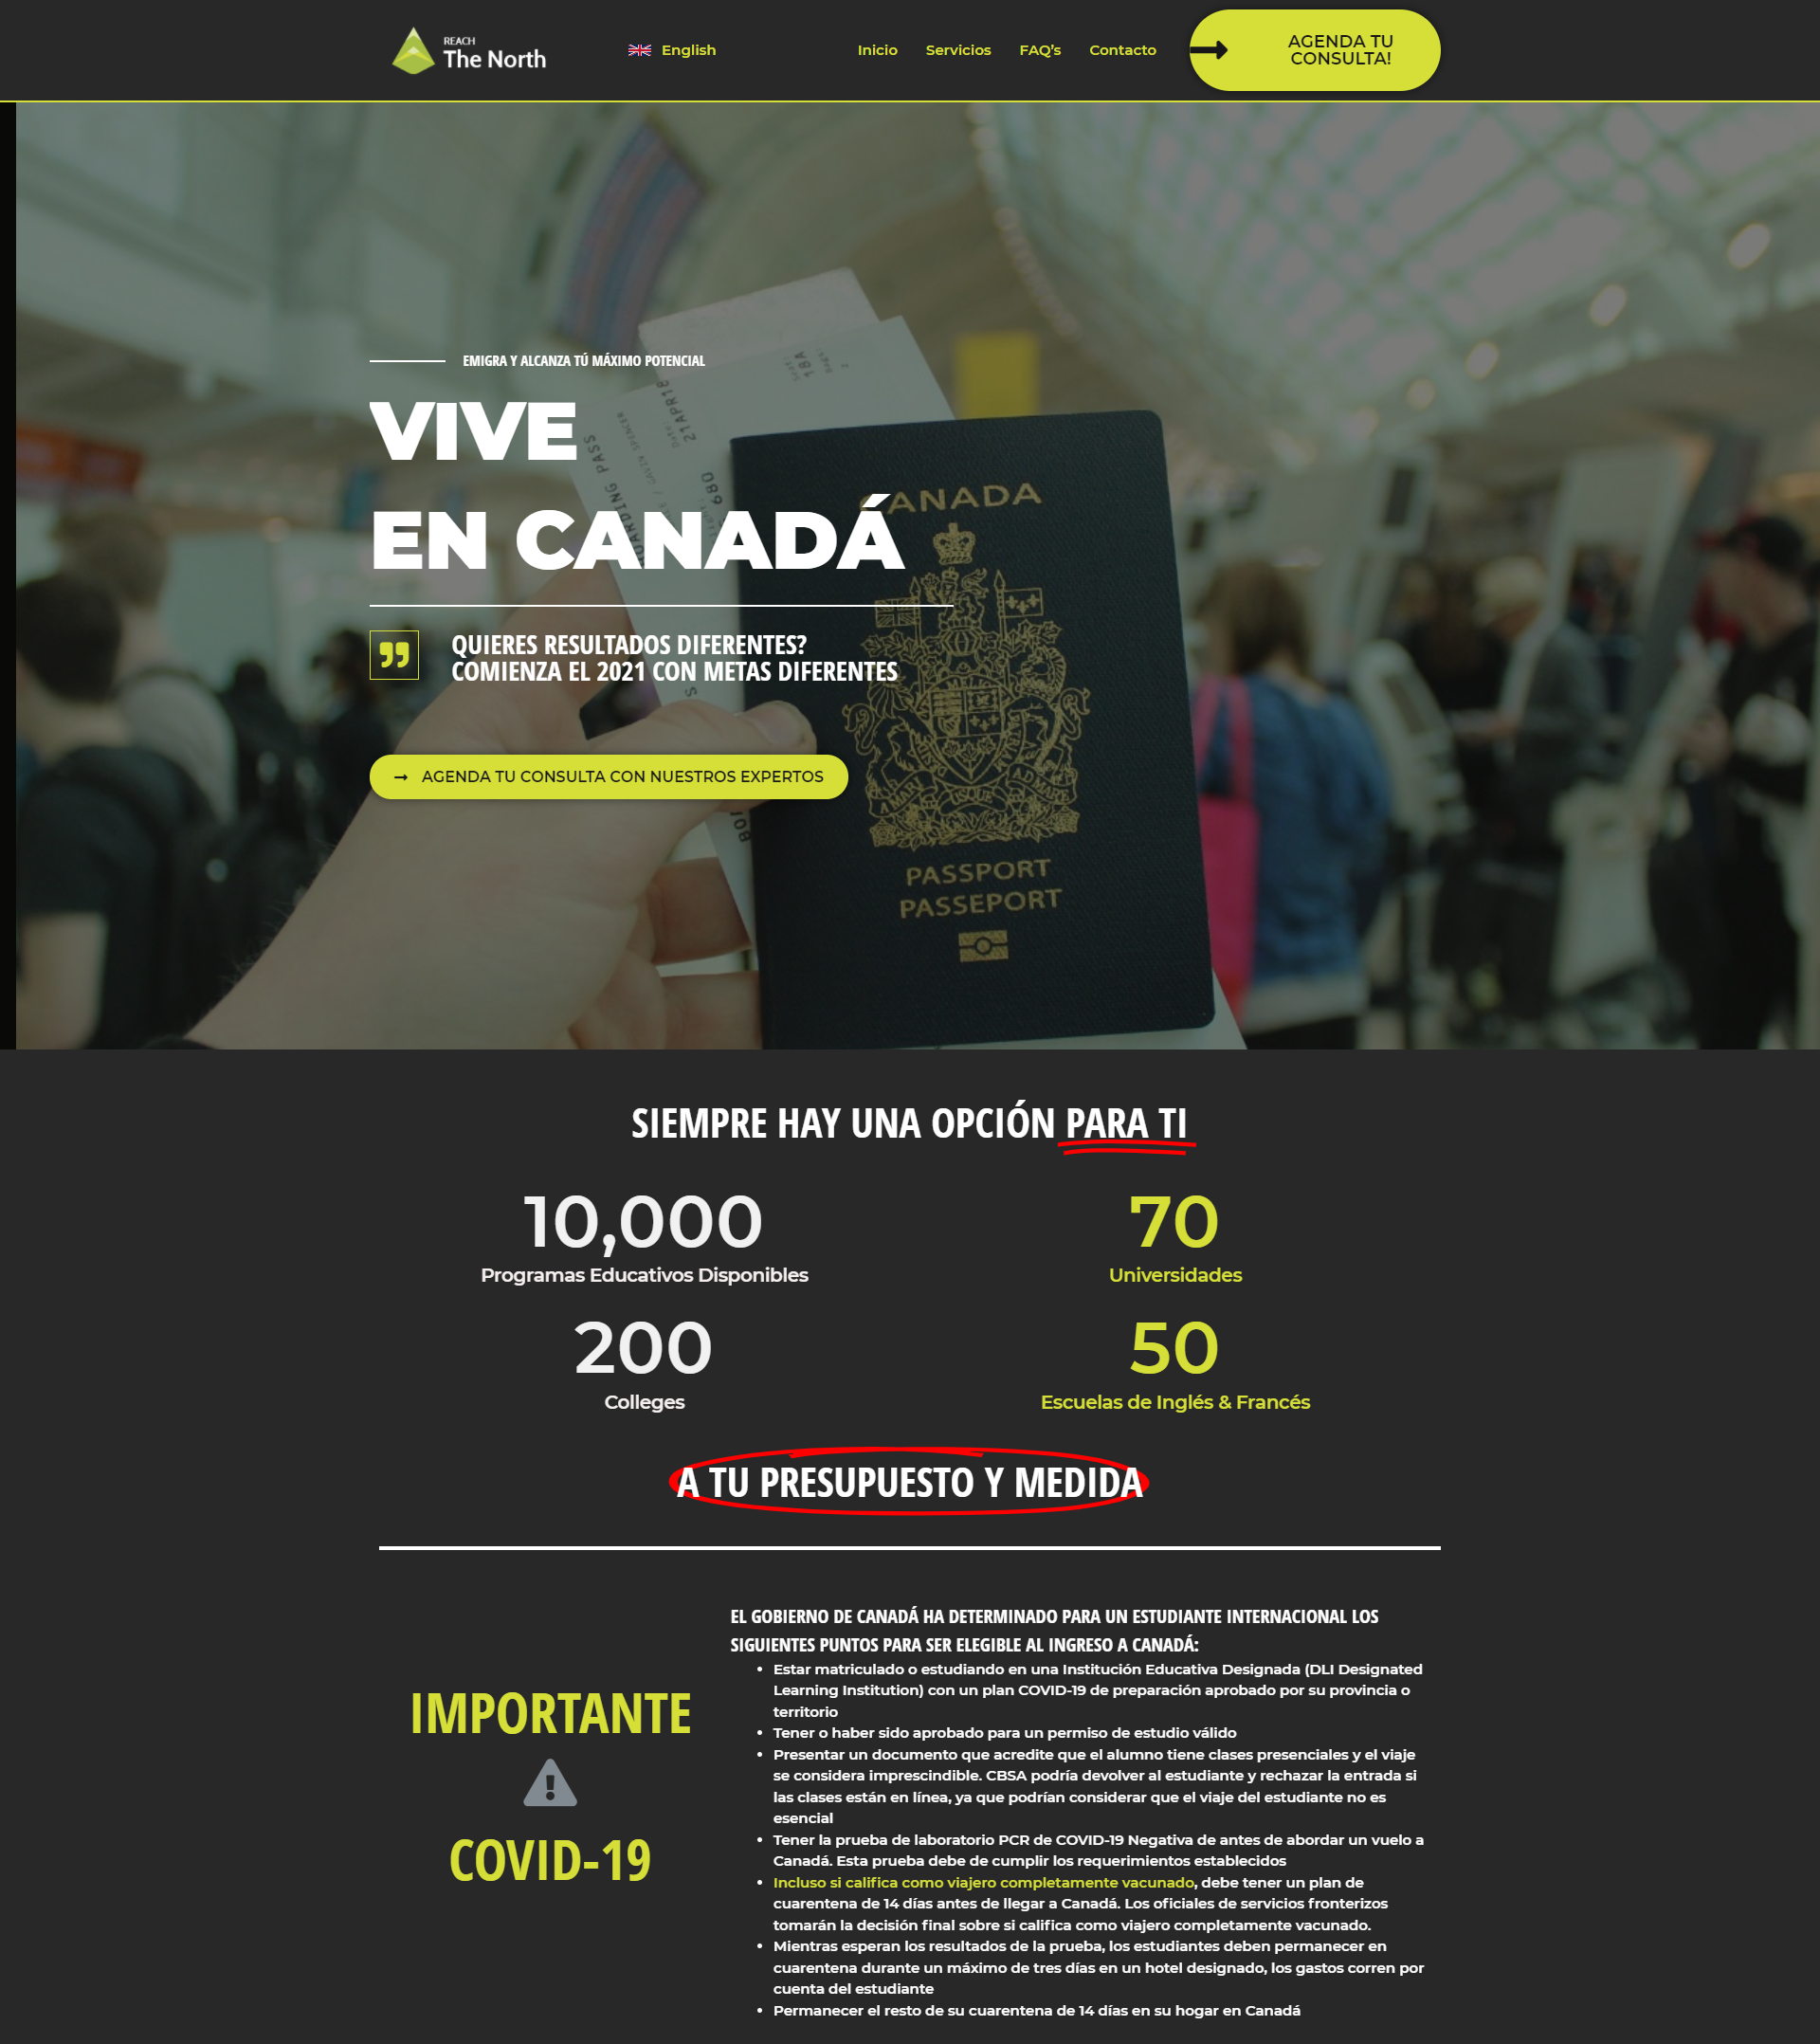 REACH
The North
English
Inicio
Servicios
FAQ's
Contacto
AGENDA TU
CONSULTA!
EMIGRA Y ALCANZA TÚ MÁXIMO POTENCIAL
VIVE
EN CANADÁ
QUIERES RESULTADOS DIFERENTES?
COMIENZA EL 2021 CON METAS DIFERENTES
AGENDA TU CONSULTA CON NUESTROS EXPERTOS
BOARDING PASS
GAVIN SPENCER
21APR18
18A
680
CANADA
A MARI USQUE AD MARE
PASSPORT
PASSEPORT
SIEMPRE HAY UNA OPCIÓN PARA TI
10,000
Programas Educativos Disponibles
70
Universidades
200
Colleges
50
Escuelas de Inglés & Francés
A TU PRESUPUESTO Y MEDIDA
IMPORTANTE
COVID-19
EL GOBIERNO DE CANADÁ HA DETERMINADO PARA UN ESTUDIANTE INTERNACIONAL LOS
SIGUIENTES PUNTOS PARA SER ELEGIBLE AL INGRESO A CANADÁ:
• Estar matriculado o estudiando en una Institución Educativa Designada (DLI Designated
Learning Institution) con un plan COVID-19 de preparación aprobado por su provincia o
territorio
• Tener o haber sido aprobado para un permiso de estudio válido
• Presentar un documento que acredite que el alumno tiene clases presenciales y el viaje
se considera imprescindible. CBSA podría devolver al estudiante y rechazar la entrada si
las clases están en línea, ya que podrían considerar que el viaje del estudiante no es
esencial
• Tener la prueba de laboratorio PCR de COVID-19 Negativa de antes de abordar un vuelo a
Canadá. Esta prueba debe de cumplir los requerimientos establecidos
• Incluso si califica como viajero completamente vacunado, debe tener un plan de
cuarentena de 14 días antes de llegar a Canadá. Los oficiales de servicios fronterizos
tomarán la decisión final sobre si califica como viajero completamente vacunado.
• Mientras esperan los resultados de la prueba, los estudiantes deben permanecer en
cuarentena durante un máximo de tres días en un hotel designado, los gastos corren por
cuenta del estudiante
• Permanecer el resto de su cuarentena de 14 días en su hogar en Canadá